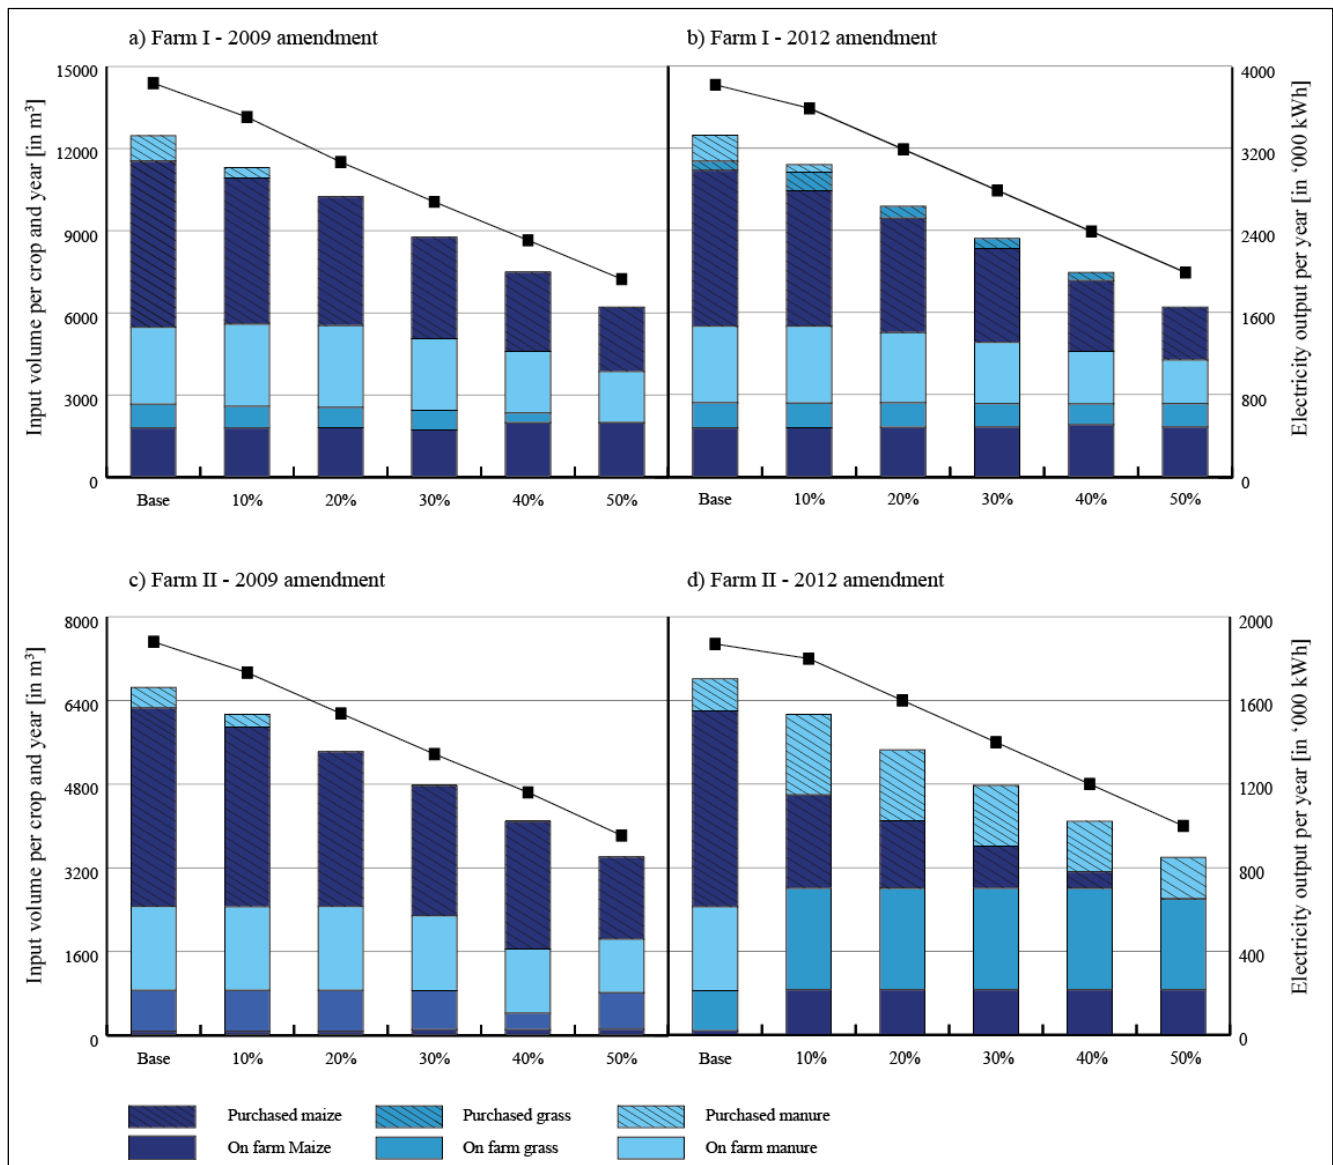 a) Farm I - 2009 amendment
b) Farm I - 2012 amendment
Input volume per crop and year [in m³]
15000
12000
9000
6000
3000
0
Base 10% 20% 30% 40% 50%
Base 10% 20% 30% 40% 50%
4000
3200
2400
1600
800
0
Electricity output per year [in ‘000 kWh]
c) Farm II - 2009 amendment
d) Farm II - 2012 amendment
Input volume per crop and year [in m³]
8000
6400
4800
3200
1600
0
Base 10% 20% 30% 40% 50%
Base 10% 20% 30% 40% 50%
2000
1600
1200
800
400
0
Electricity output per year [in ‘000 kWh]
Purchased maize Purchased grass Purchased manure
On farm Maize On farm grass On farm manure